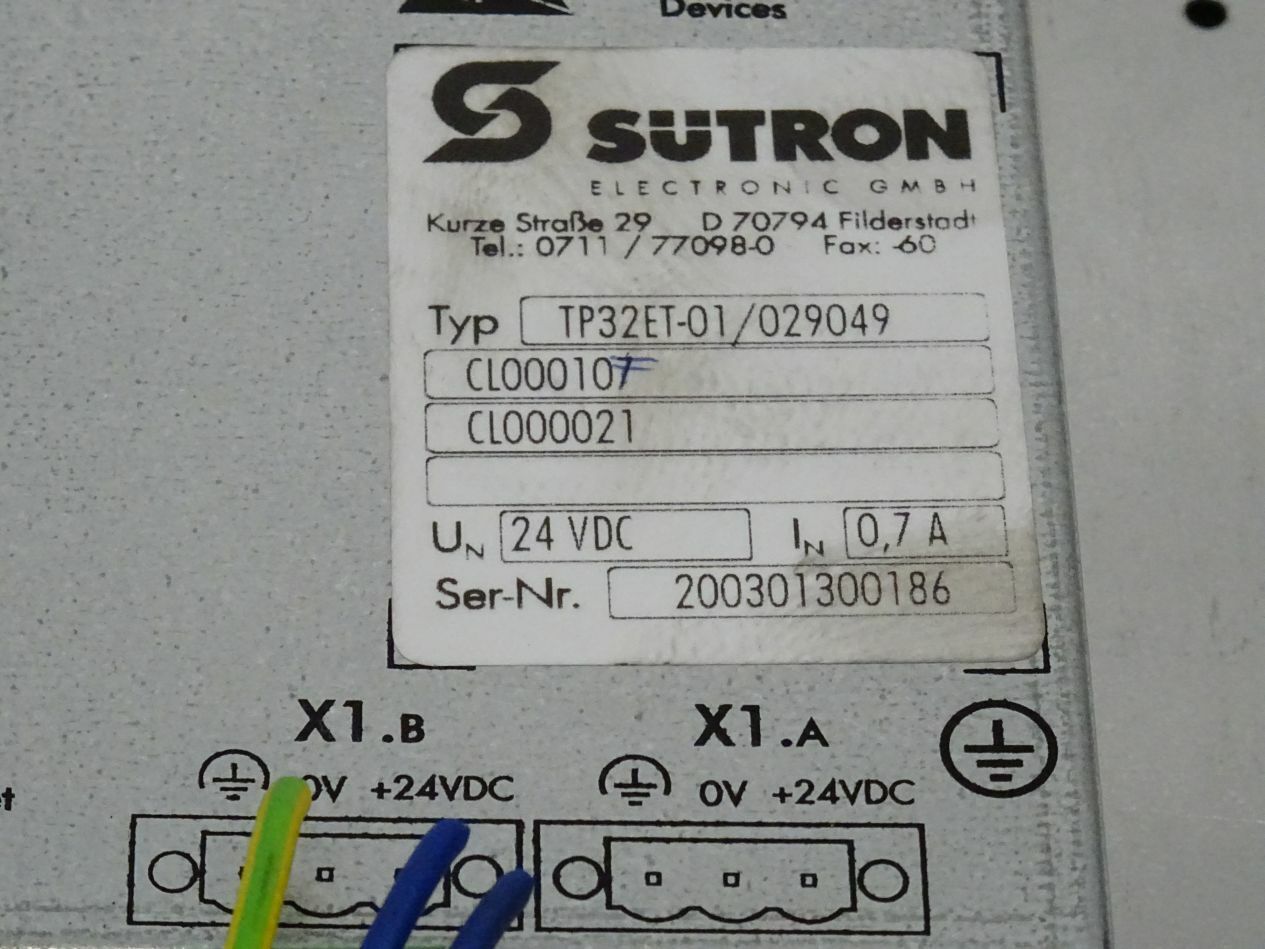 Devices
SÜTRON
ELECTRONIC GMBH
Kurze Straße 29 D 70794 Filderstadt
Tel.: 0711 / 77098-0 Fax: -60
Typ TP32ET-01/029049
CL000107
CL000021
UN 24 VDC IN 0,7 A
Ser-Nr. 200301300186
X1.B X1.A
0V +24VDC 0V +24VDC